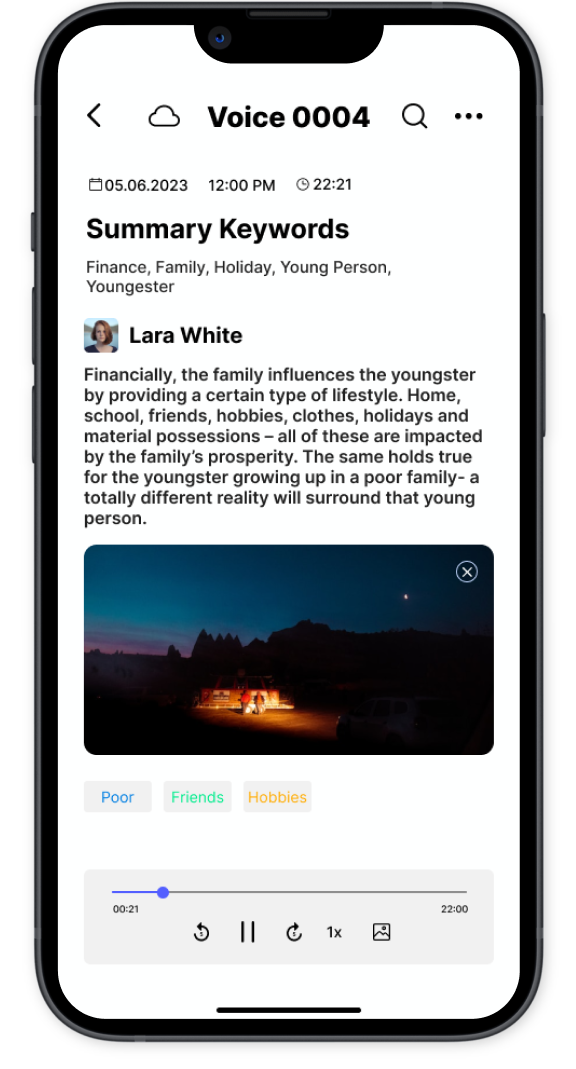 Voice 0004
05.06.2023 12:00 PM 22:21
Summary Keywords
Finance, Family, Holiday, Young Person,
Youngester
Lara White
Financially, the family influences the youngster
by providing a certain type of lifestyle. Home,
school, friends, hobbies, clothes, holidays and
material possessions – all of these are impacted
by the family’s prosperity. The same holds true
for the youngster growing up in a poor family- a
totally different reality will surround that young
person.
Poor Friends Hobbies
00:21 22:00
5 5 1x